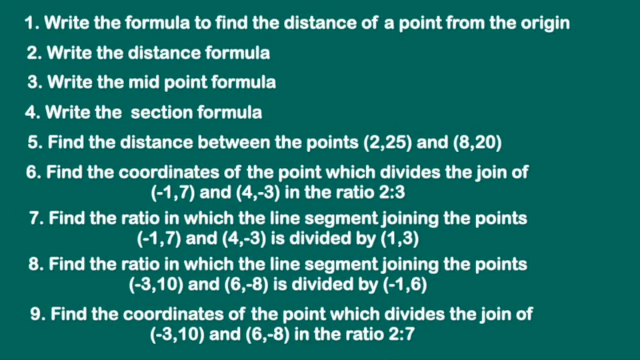 1. Write the formula to find the distance of a point from the origin
2. Write the distance formula
3. Write the mid point formula
4. Write the section formula
5. Find the distance between the points (2,25) and (8,20)
6. Find the coordinates of the point which divides the join of
(-1,7) and (4,-3) in the ratio 2:3
7. Find the ratio in which the line segment joining the points
(-1,7) and (4,-3) is divided by (1,3)
8. Find the ratio in which the line segment joining the points
(-3,10) and (6,-8) is divided by (-1,6)
9. Find the coordinates of the point which divides the join of
(-3,10) and (6,-8) in the ratio 2:7